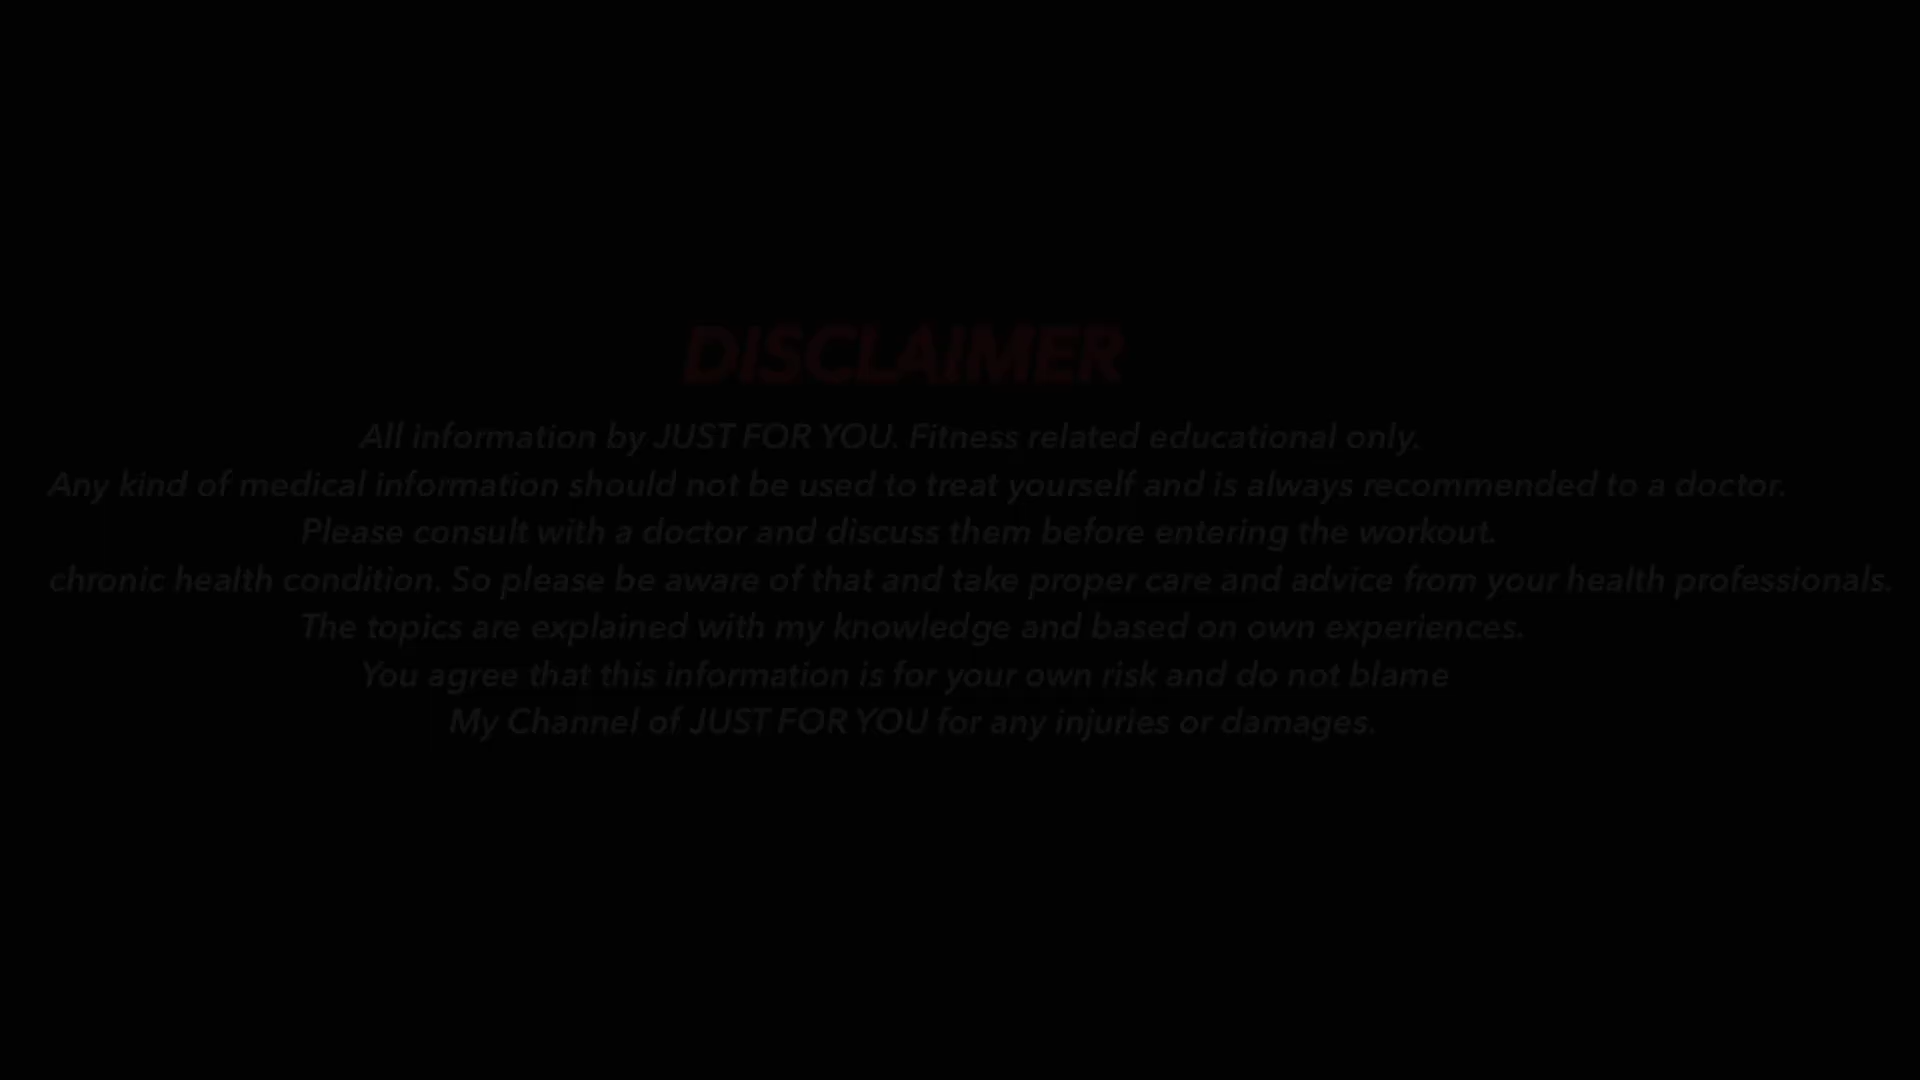 DISCLAIMER
All information by JUST FOR YOU. Fitness related educational only.
Any kind of medical information should not be used to treat yourself and is always recommended to a doctor.
Please consult with a doctor and discuss them before entering the workout.
chronic health condition. So please be aware of that and take proper care and advice from your health professionals.
The topics are explained with my knowledge and based on own experiences.
You agree that this information is for your own risk and do not blame
My Channel of JUST FOR YOU for any injuries or damages.